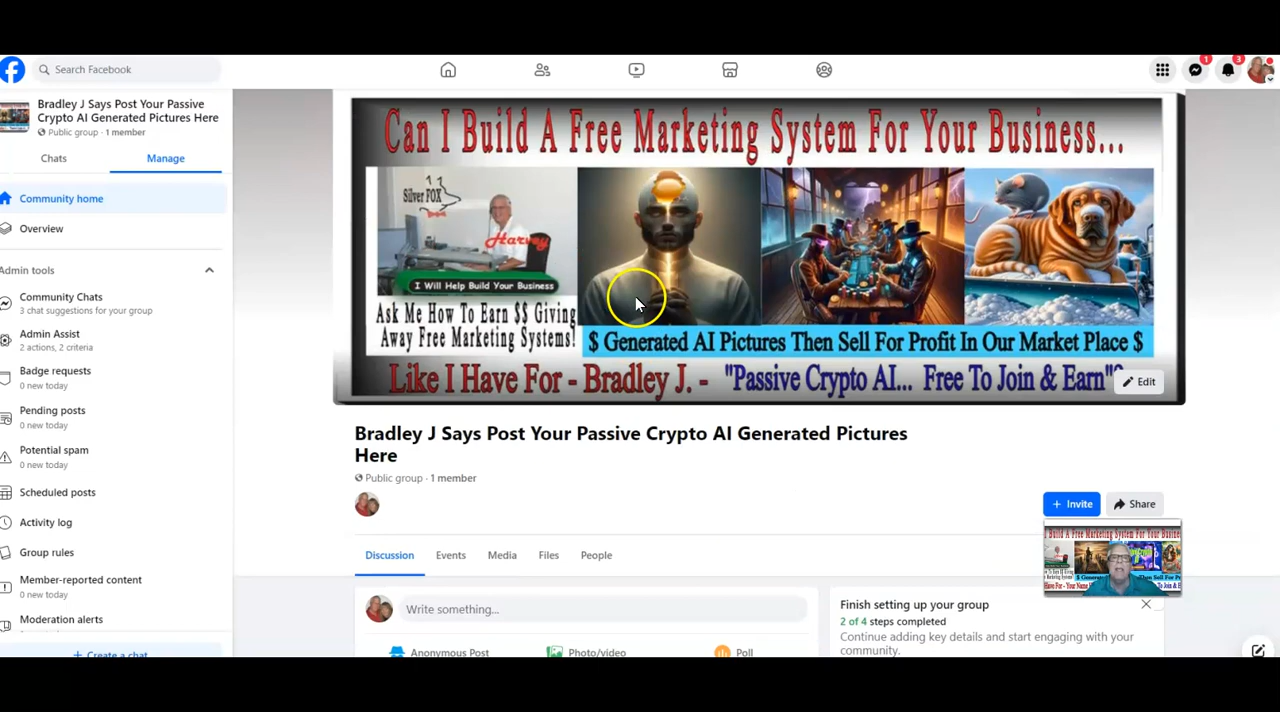 Search Facebook
1
3
Bradley J Says Post Your Passive
Crypto AI Generated Pictures Here
Public group · 1 member
Chats
Manage
Community home
Overview
Admin tools
Community Chats
3 chat suggestions for your group
Admin Assist
2 actions, 2 criteria
Badge requests
0 new today
Pending posts
0 new today
Potential spam
0 new today
Scheduled posts
Activity log
Group rules
Member-reported content
0 new today
Moderation alerts
+ Create a chat
Can I Build A Free Marketing System For Your Business...
Silver FOX
Harvey
I Will Help Build Your Business
Ask Me How To Earn $$ Giving
Away Free Marketing Systems!
$ Generated AI Pictures Then Sell For Profit In Our Market Place $
Like I Have For - Bradley J. - "Passive Crypto AI... Free To Join & Earn"?
Edit
Bradley J Says Post Your Passive Crypto AI Generated Pictures
Here
Public group · 1 member
+ Invite
Share
Discussion
Events
Media
Files
People
Write something...
Anonymous Post
Photo/video
Poll
Finish setting up your group
2 of 4 steps completed
Continue adding key details and start engaging with your
community.